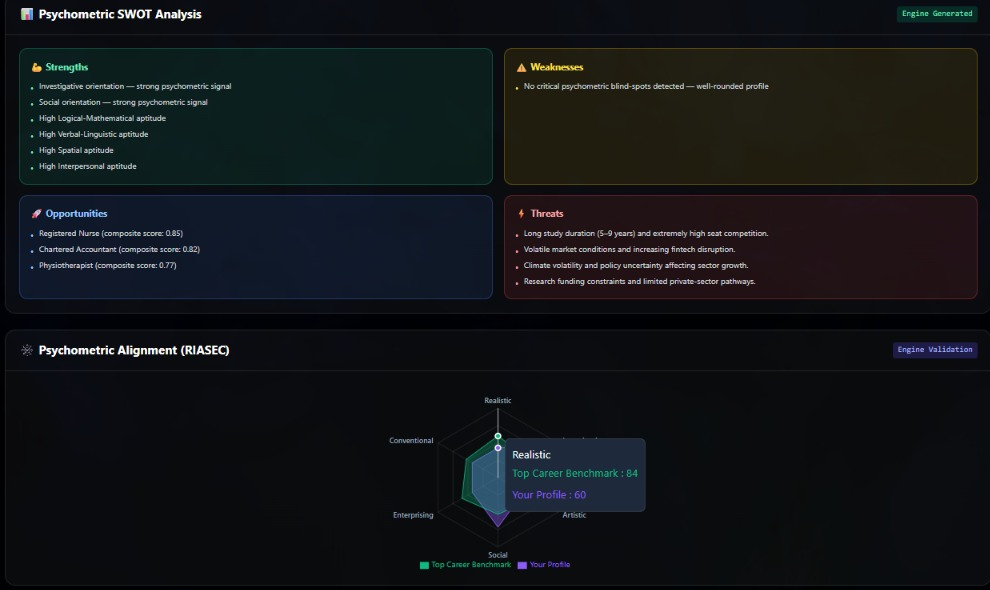 Psychometric SWOT Analysis
Engine Generated
Strengths
Investigative orientation — strong psychometric signal
Social orientation — strong psychometric signal
High Logical-Mathematical aptitude
High Verbal-Linguistic aptitude
High Spatial aptitude
High Interpersonal aptitude
Weaknesses
No critical psychometric blind-spots detected — well-rounded profile
Opportunities
Registered Nurse (composite score: 0.85)
Chartered Accountant (composite score: 0.82)
Physiotherapist (composite score: 0.77)
Threats
Long study duration (5–9 years) and extremely high seat competition.
Volatile market conditions and increasing fintech disruption.
Climate volatility and policy uncertainty affecting sector growth.
Research funding constraints and limited private-sector pathways.
Psychometric Alignment (RIASEC)
Engine Validation
Realistic
Conventional
Realistic
Top Career Benchmark : 84
Your Profile : 60
Enterprising
Artistic
Social
Top Career Benchmark
Your Profile